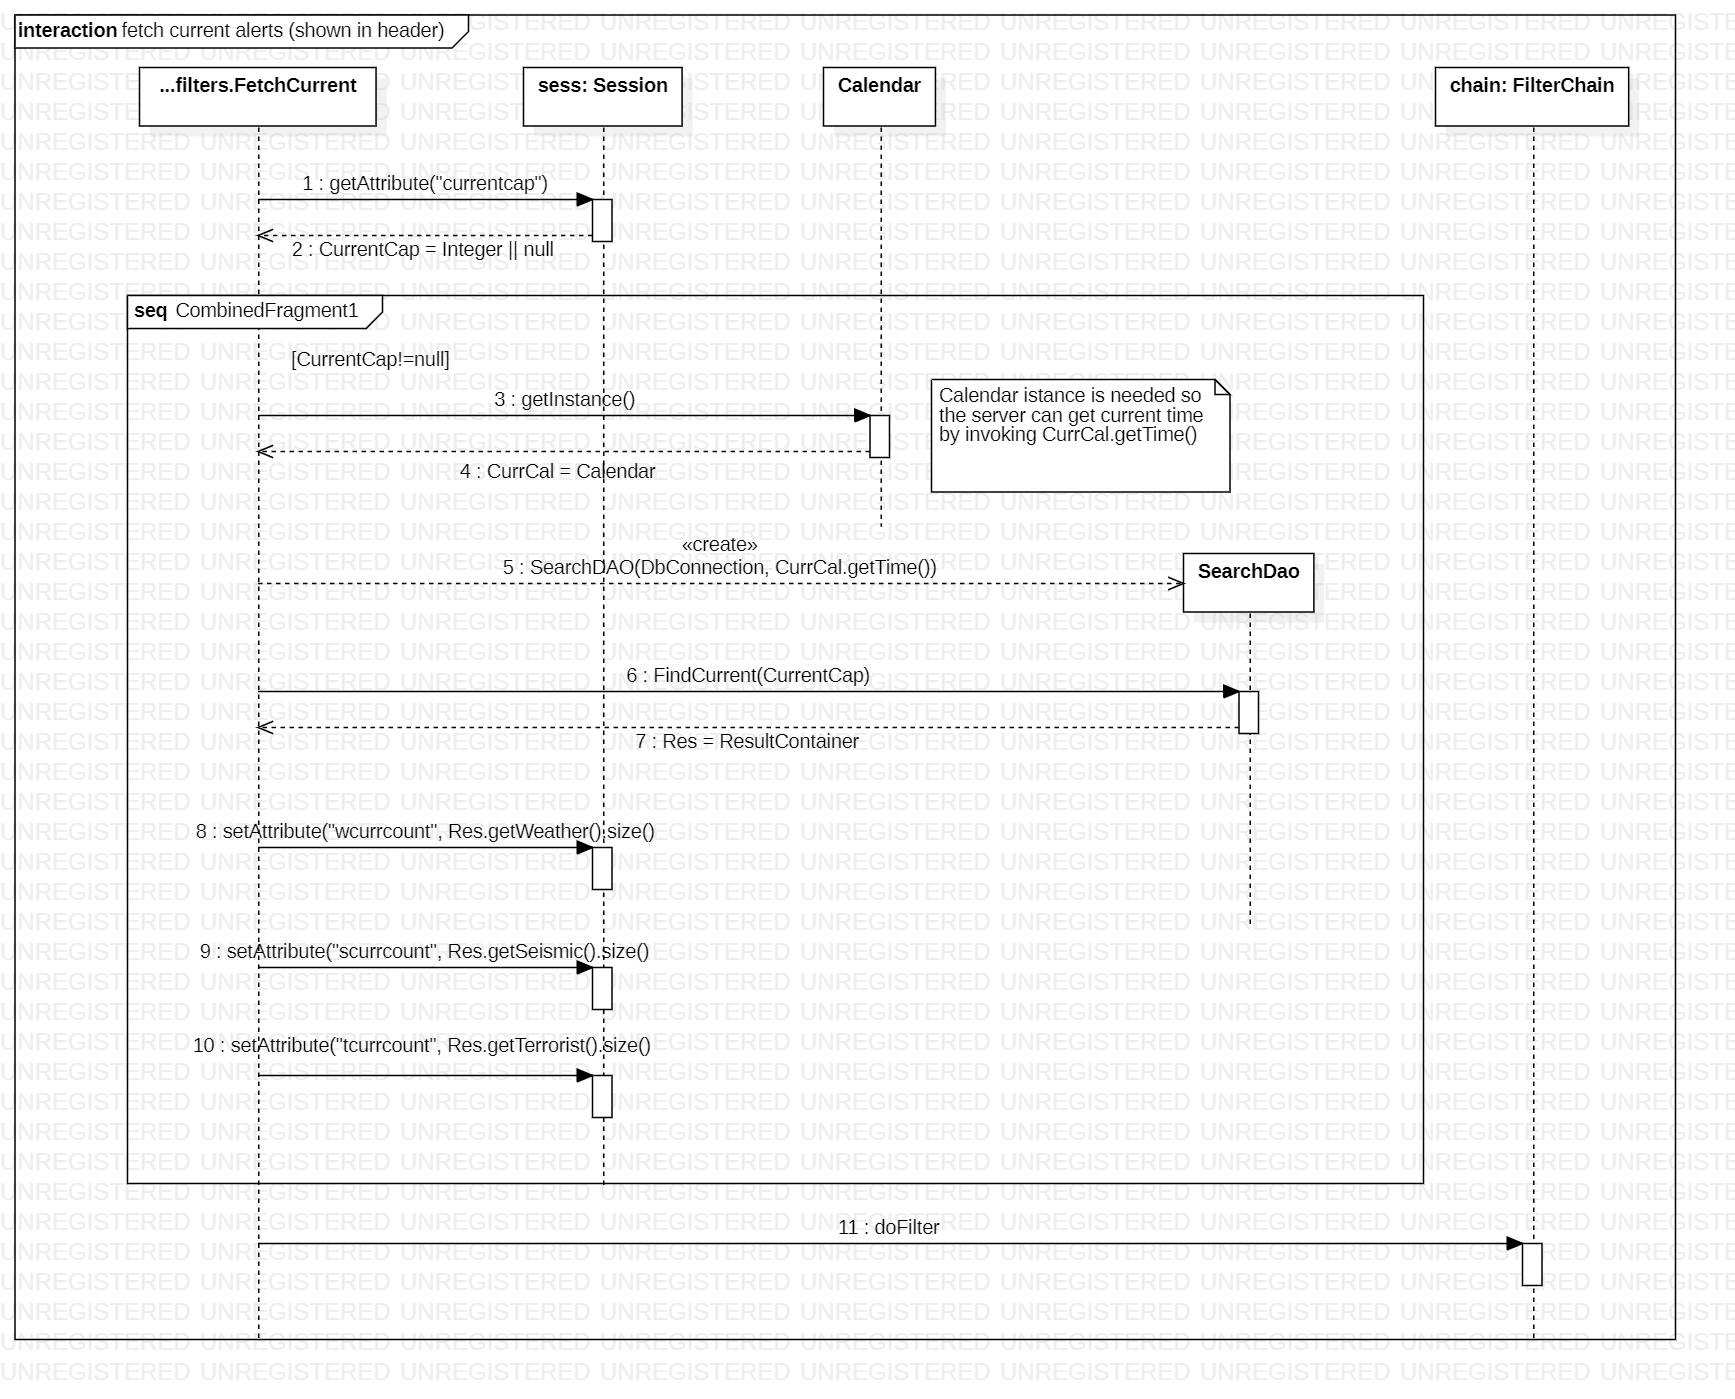 interaction fetch current alerts (shown in header)
...filters.FetchCurrent
sess: Session
Calendar
chain: FilterChain
1 : getAttribute("currentcap")
2 : CurrentCap = Integer || null
seq CombinedFragment1
[CurrentCap!=null]
3 : getInstance()
Calendar istance is needed so
the server can get current time
by invoking CurrCal.getTime()
4 : CurrCal = Calendar
«create»
5 : SearchDAO(DbConnection, CurrCal.getTime())
SearchDao
6 : FindCurrent(CurrentCap)
7 : Res = ResultContainer
8 : setAttribute("wcurrcount", Res.getWeather().size()
9 : setAttribute("scurrcount", Res.getSeismic().size()
10 : setAttribute("tcurrcount", Res.getTerrorist().size()
11 : doFilter
UNREGISTERED